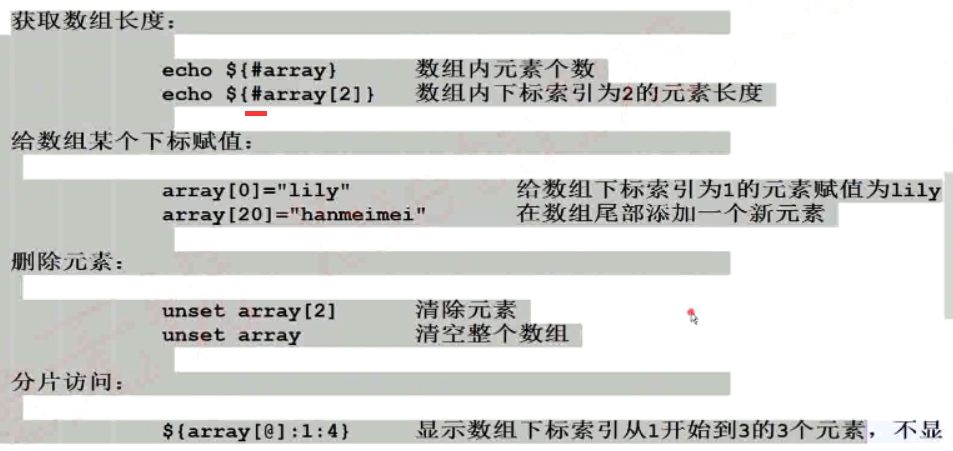 获取数组长度：
echo ${#array} 数组内元素个数
echo ${#array[2]} 数组内下标索引为2的元素长度
给数组某个下标赋值：
array[0]="lily" 给数组下标索引为1的元素赋值为lily
array[20]="hanmeimei" 在数组尾部添加一个新元素
删除元素：
unset array[2] 清除元素
unset array 清空整个数组
分片访问：
${array[@]:1:4} 显示数组下标索引从1开始到3的3个元素，不显